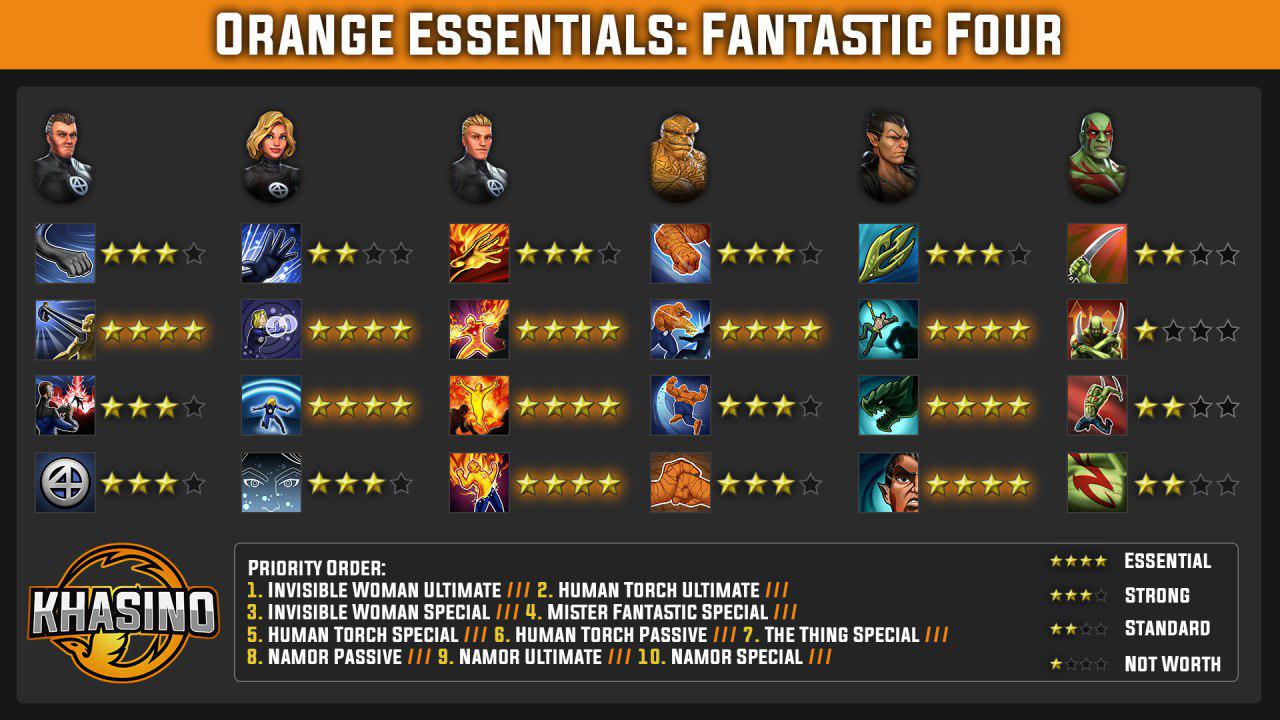 ORANGE ESSENTIALS: FANTASTIC FOUR
KHASINO
PRIORITY ORDER:
1. INVISIBLE WOMAN ULTIMATE /// 2. HUMAN TORCH ULTIMATE ///
3. INVISIBLE WOMAN SPECIAL /// 4. MISTER FANTASTIC SPECIAL ///
5. HUMAN TORCH SPECIAL /// 6. HUMAN TORCH PASSIVE /// 7. THE THING SPECIAL ///
8. NAMOR PASSIVE /// 9. NAMOR ULTIMATE /// 10. NAMOR SPECIAL ///
ESSENTIAL
STRONG
STANDARD
NOT WORTH